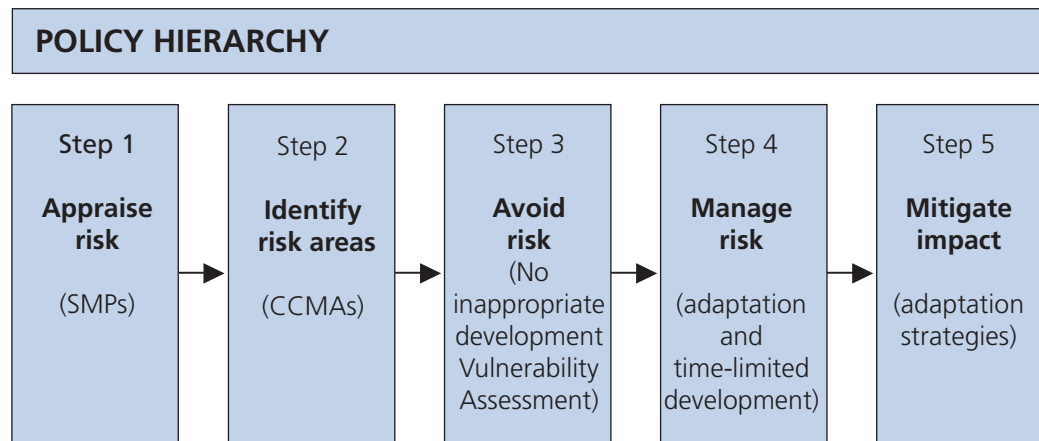 POLICY HIERARCHY
Step 1
Appraise
risk
(SMPs)
Step 2
Identify
risk areas
(CCMAs)
Step 3
Avoid
risk
(No
inappropriate
development
Vulnerability
Assessment)
Step 4
Manage
risk
(adaptation
and
time-limited
development)
Step 5
Mitigate
impact
(adaptation
strategies)